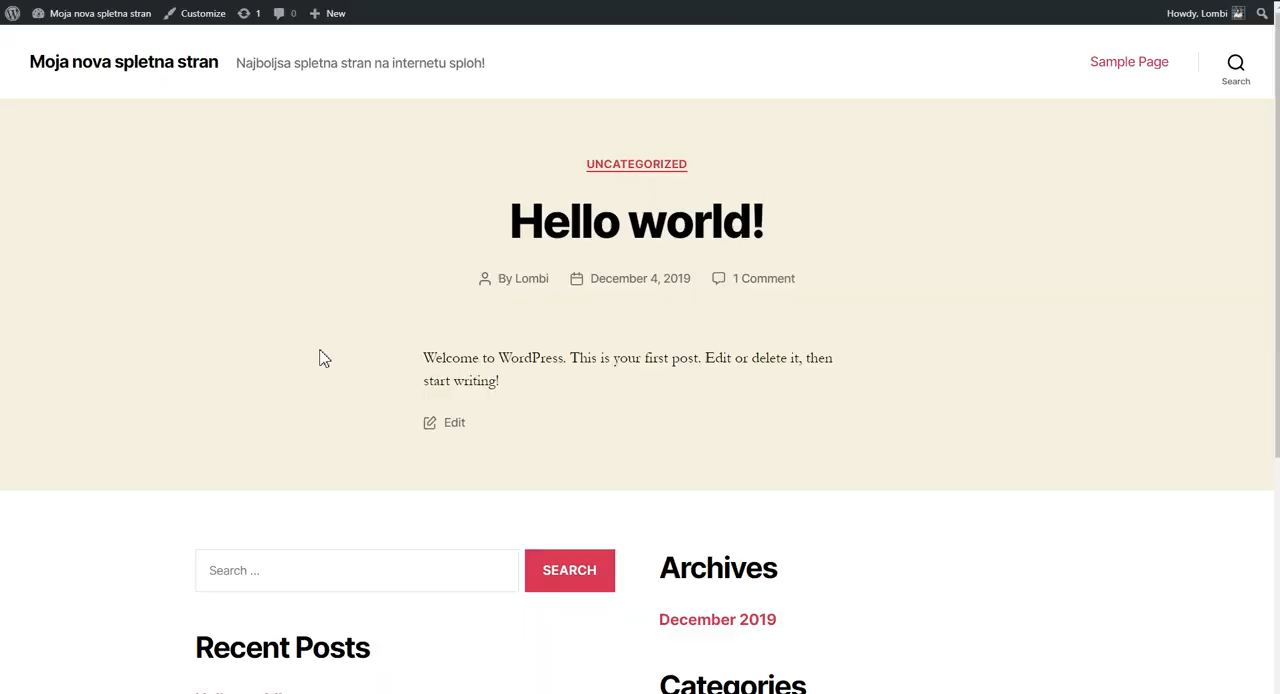 Moja nova spletna stran Customize 1 0 New Howdy, Lombi
Moja nova spletna stran Najboljsa spletna stran na internetu sploh! Sample Page
Search
UNCATEGORIZED
Hello world!
By Lombi December 4, 2019 1 Comment
Welcome to WordPress. This is your first post. Edit or delete it, then
start writing!
Edit
Search ... SEARCH
Archives
December 2019
Recent Posts
Categories